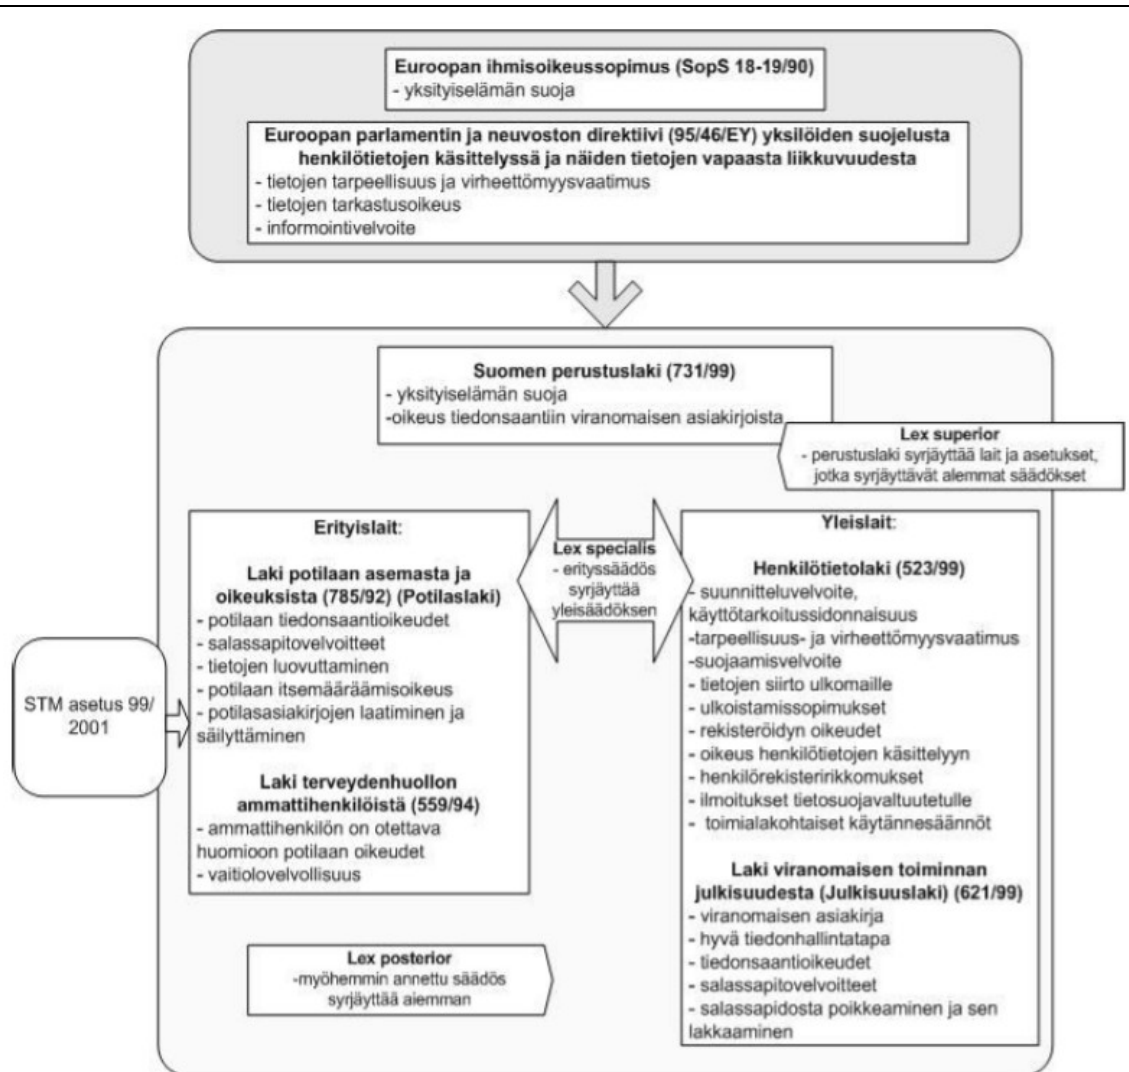 Euroopan ihmisoikeussopimus (SopS 18-19/90)
- yksityiselämän suoja
Euroopan parlamentin ja neuvoston direktiivi (95/46/EY) yksilöiden suojelusta
henkilötietojen käsittelyssä ja näiden tietojen vapaasta liikkuvuudesta
- tietojen tarpeellisuus ja virheettömyysvaatimus
- tietojen tarkastusoikeus
- informointivelvoite
Suomen perustuslaki (731/99)
- yksityiselämän suoja
-oikeus tiedonsaantiin viranomaisen asiakirjoista
Lex superior
- perustuslaki syrjäyttää lait ja asetukset,
jotka syrjäyttävät alemmat säädökset
Erityislait:
Laki potilaan asemasta ja
oikeuksista (785/92) (Potilaslaki)
- potilaan tiedonsaantioikeudet
- salassapitovelvoitteet
- tietojen luovuttaminen
- potilaan itsemääräämisoikeus
- potilasasiakirjojen laatiminen ja
säilyttäminen
Laki terveydenhuollon
ammattihenkilöistä (559/94)
- ammattihenkilön on otettava
huomioon potilaan oikeudet
- vaitiolovelvollisuus
Lex specialis
- erityssäädös
syrjäyttää
yleisäädöksen
Yleislait:
Henkilötietolaki (523/99)
- suunnitteluvelvoite,
käyttötarkoitussidonnaisuus
-tarpeellisuus- ja virheettömyysvaatimus
-suojaamisvelvoite
- tietojen siirto ulkomaille
- ulkoistamissopimukset
- rekisteröidyn oikeudet
- oikeus henkilötietojen käsittelyyn
- henkilörekisteririkkomukset
- ilmoitukset tietosuojavaltuutetulle
- toimialakohtaiset käytännesäännöt
Laki viranomaisen toiminnan
julkisuudesta (Julkisuuslaki) (621/99)
- viranomaisen asiakirja
- hyvä tiedonhallintatapa
- tiedonsaantioikeudet
- salassapitovelvoitteet
- salassapidosta poikkeaminen ja sen
lakkaaminen
STM asetus 99/
2001
Lex posterior
-myöhemmin annettu säädös
syrjäyttää aiemman